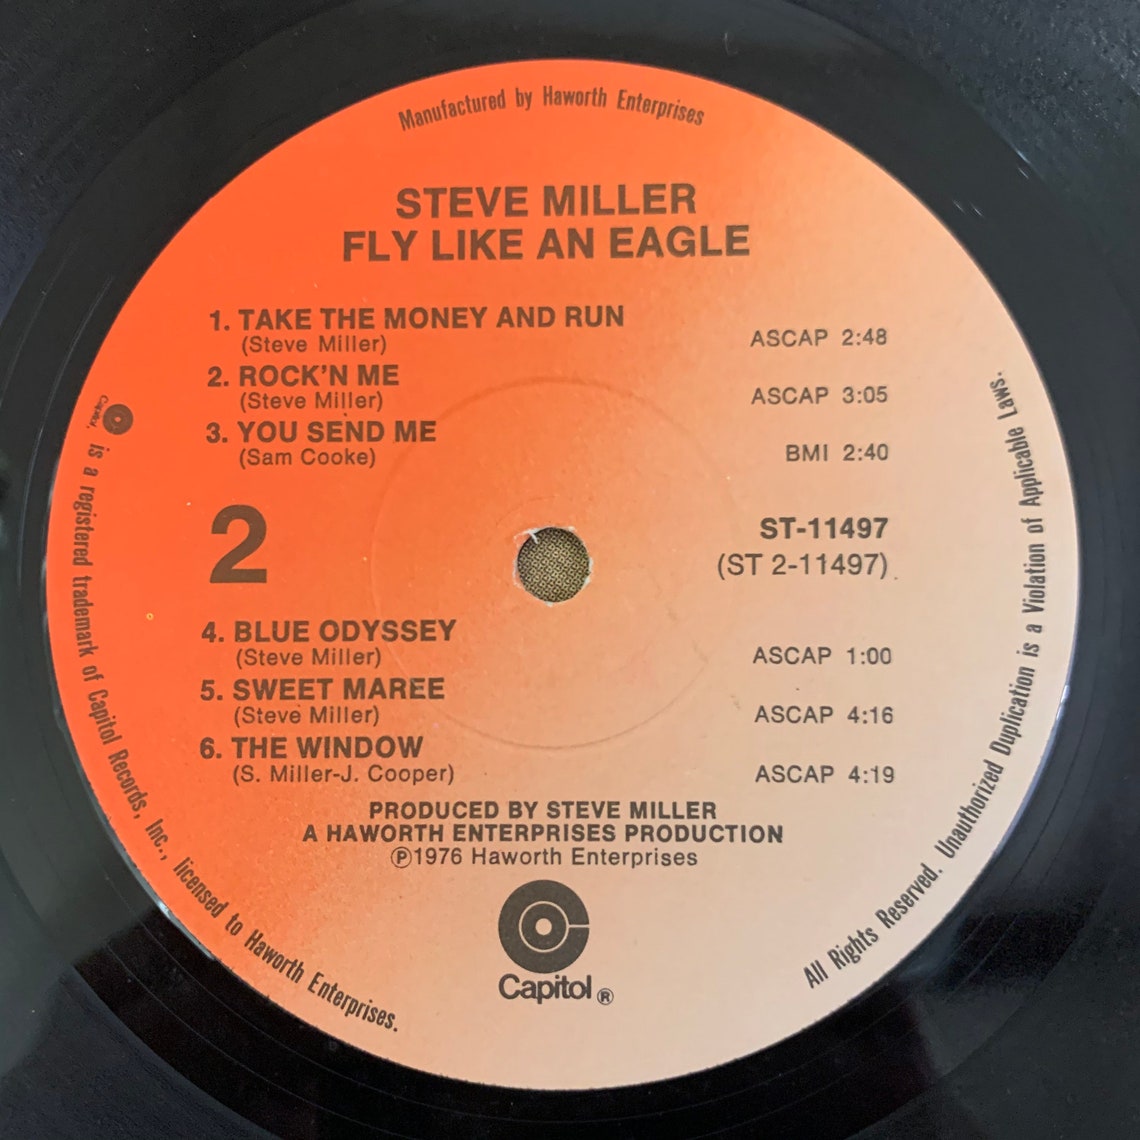 Manufactured by Haworth Enterprises
STEVE MILLER
FLY LIKE AN EAGLE
1. TAKE THE MONEY AND RUN
(Steve Miller) ASCAP 2:48
2. ROCK'N ME
(Steve Miller) ASCAP 3:05
3. YOU SEND ME
(Sam Cooke) BMI 2:40
2 ST-11497
(ST 2-11497)
4. BLUE ODYSSEY
(Steve Miller) ASCAP 1:00
5. SWEET MAREE
(Steve Miller) ASCAP 4:16
6. THE WINDOW
(S. Miller-J. Cooper) ASCAP 4:19
PRODUCED BY STEVE MILLER
A HAWORTH ENTERPRISES PRODUCTION
℗1976 Haworth Enterprises
Capitol ®
Capitol. is a registered trademark of Capitol Records, Inc., licensed to Haworth Enterprises.
All Rights Reserved. Unauthorized Duplication is a Violation of Applicable Laws.